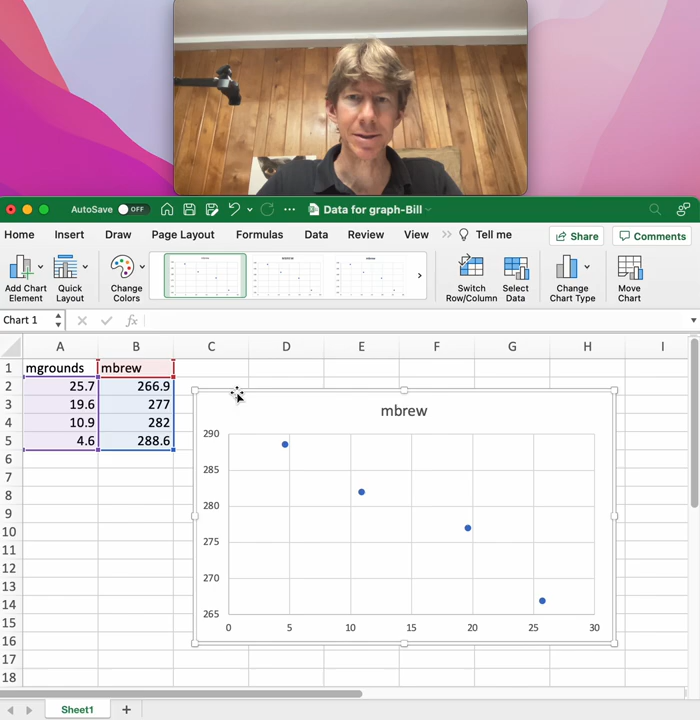 AutoSave OFF Data for graph-Bill
Home Insert Draw Page Layout Formulas Data Review View Tell me Share Comments
Add Chart Element
Quick Layout
Change Colors
Switch Row/Column
Select Data
Change Chart Type
Move Chart
Chart 1 fx
A B C D E F G H I
1 mgrounds mbrew
2 25.7 266.9
3 19.6 277
4 10.9 282
5 4.6 288.6
6
7
8
9
10
11
12
13
14
15
16
17
18
mbrew
290
285
280
275
270
265
0 5 10 15 20 25 30
Sheet1